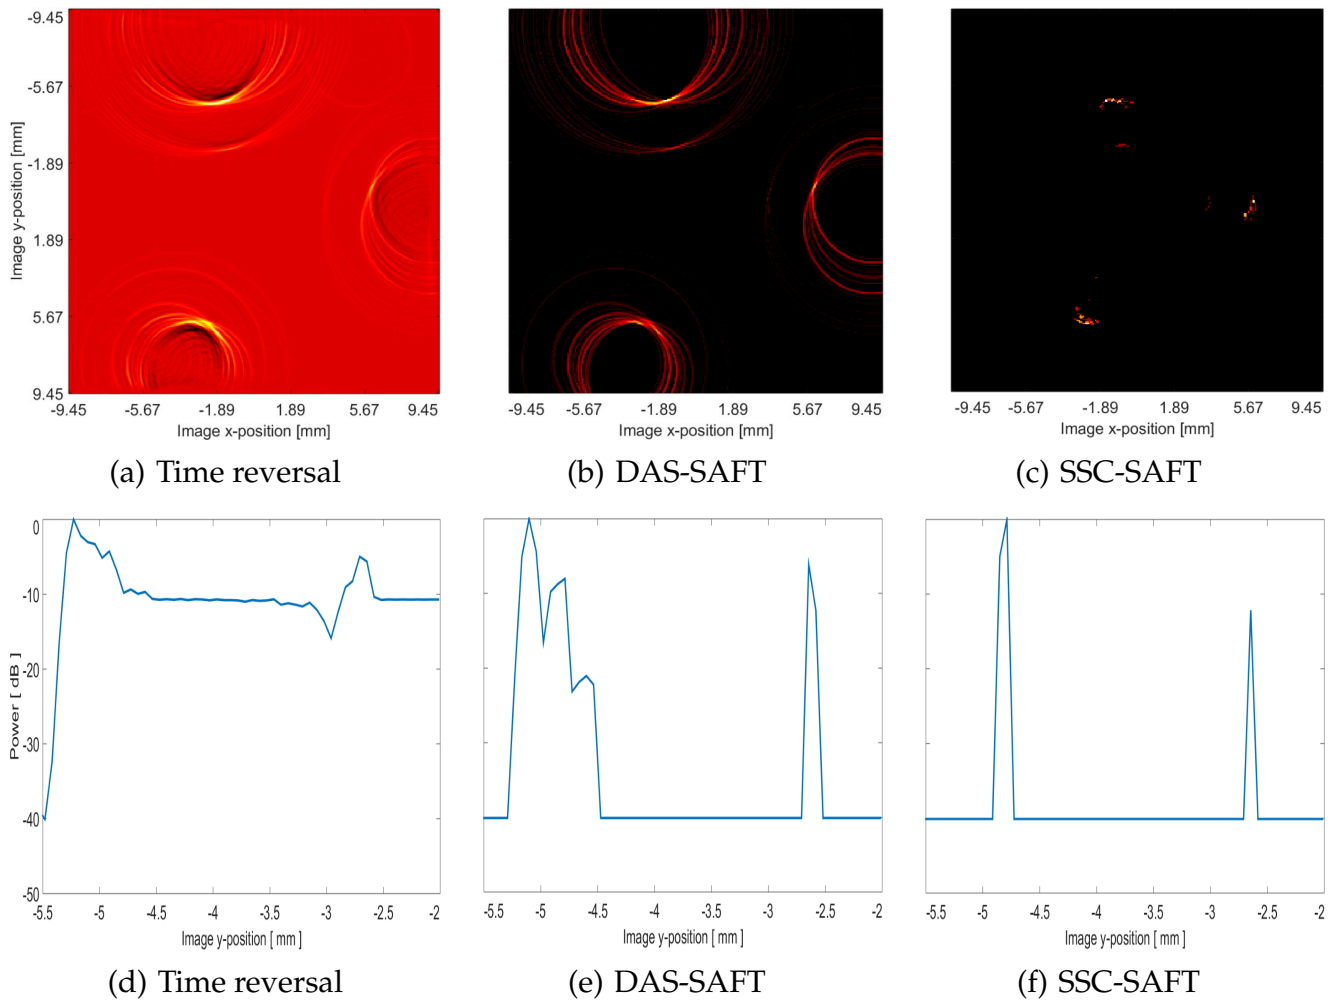 -9.45
-5.67
-1.89
1.89
5.67
9.45
Image y-position [mm]
-9.45 -5.67 -1.89 1.89 5.67 9.45
-9.45 -5.67 -1.89 1.89 5.67 9.45
-9.45 -5.67 -1.89 1.89 5.67 9.45
Image x-position [mm]
Image x-position [mm]
Image x-position [mm]
(a) Time reversal
(b) DAS-SAFT
(c) SSC-SAFT
0
-10
-20
-30
-40
-50
Power [ dB ]
-5.5 -5 -4.5 -4 -3.5 -3 -2.5 -2
-5.5 -5 -4.5 -4 -3.5 -3 -2.5 -2
-5.5 -5 -4.5 -4 -3.5 -3 -2.5 -2
Image y-position [ mm ]
Image y-position [ mm ]
Image y-position [ mm ]
(d) Time reversal
(e) DAS-SAFT
(f) SSC-SAFT